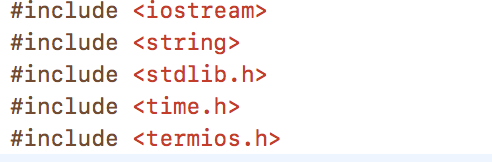 #include <iostream>
#include <string>
#include <stdlib.h>
#include <time.h>
#include <termios.h>